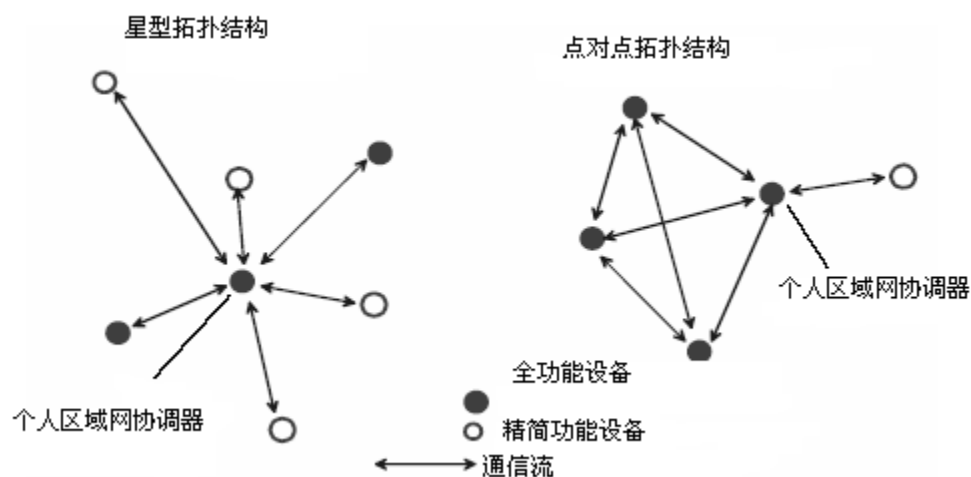 星型拓扑结构
点对点拓扑结构
个人区域网协调器
个人区域网协调器
全功能设备
精简功能设备
通信流